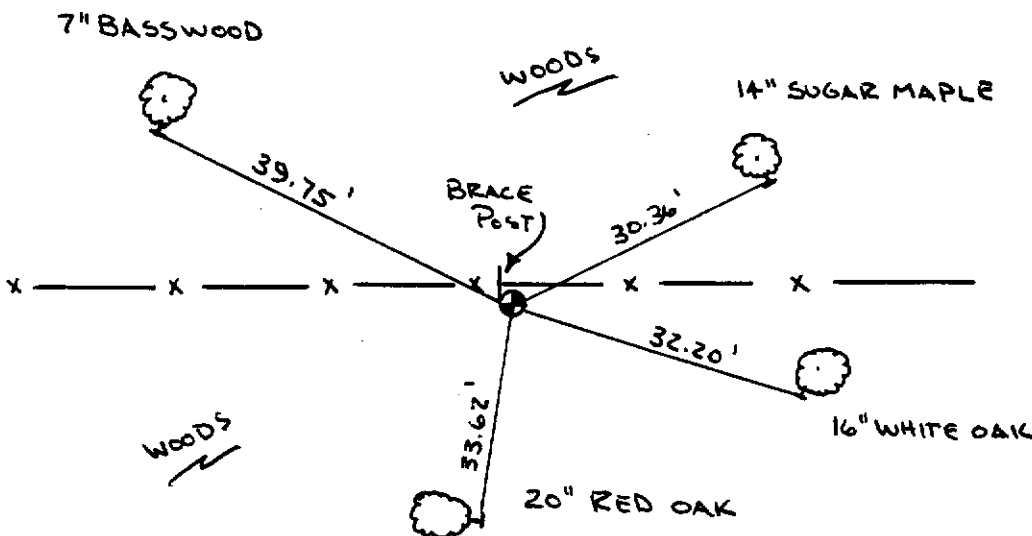 7" BASSWOOD
WOODS
14" SUGAR MAPLE
39.75'
BRACE
POST
30.36'
x x x x x x
32.20'
33.62'
16" WHITE OAK
WOODS
20" RED OAK